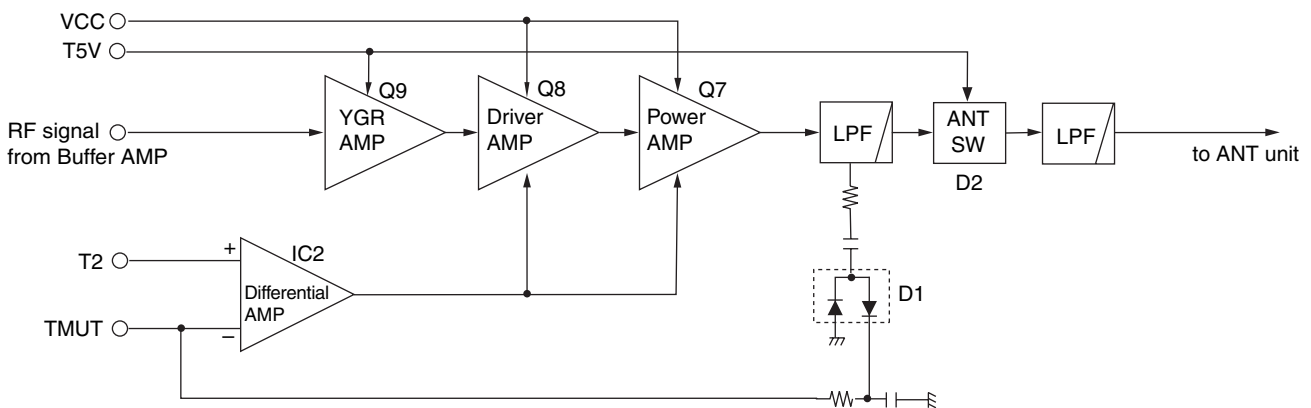 VCC
T5V
Q9
Q8
Q7
RF signal
from Buffer AMP
YGR
AMP
Driver
AMP
Power
AMP
LPF
ANT
SW
D2
LPF
to ANT unit
T2
+
IC2
Differential
AMP
TMUT
–
D1